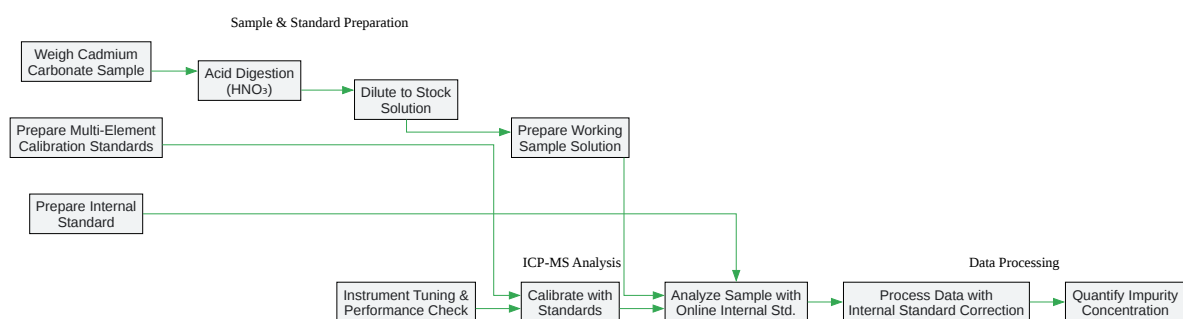 Sample & Standard Preparation
Weigh Cadmium
Carbonate Sample
Acid Digestion
(HNO₃)
Dilute to Stock
Solution
Prepare Multi-Element
Calibration Standards
Prepare Working
Sample Solution
Prepare Internal
Standard
ICP-MS Analysis
Data Processing
Instrument Tuning &
Performance Check
Calibrate with
Standards
Analyze Sample with
Online Internal Std.
Process Data with
Internal Standard Correction
Quantify Impurity
Concentration